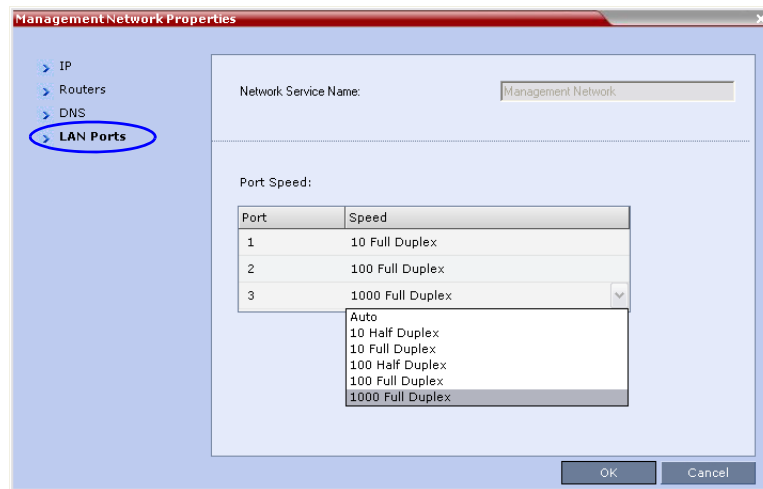 Management Network Properties
IP
Routers
DNS
LAN Ports
Network Service Name: Management Network
Port Speed:
Port Speed
1 10 Full Duplex
2 100 Full Duplex
3 1000 Full Duplex
Auto
10 Half Duplex
10 Full Duplex
100 Half Duplex
100 Full Duplex
1000 Full Duplex
OK Cancel